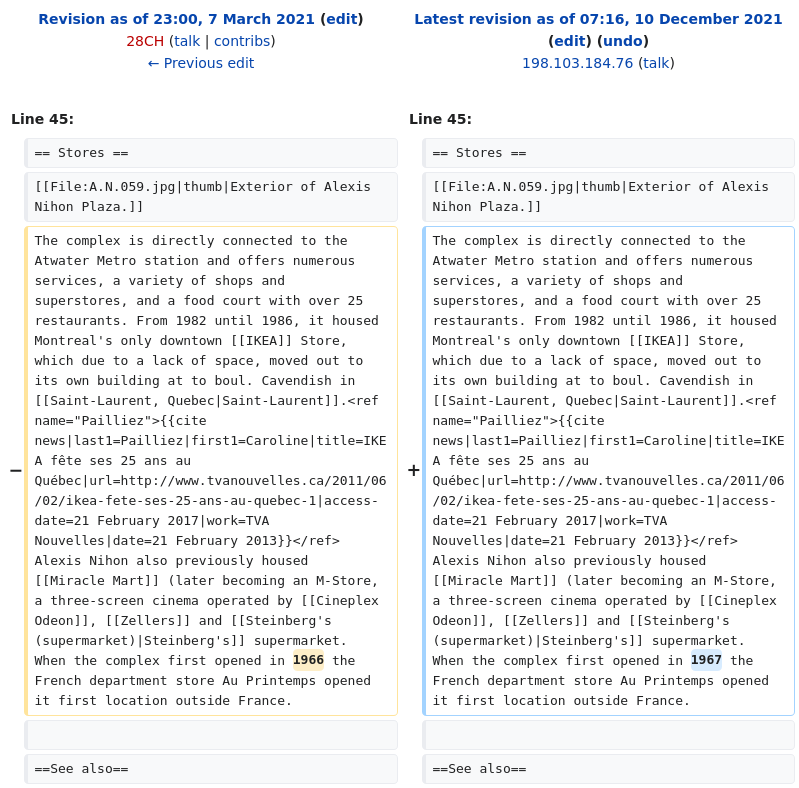 Revision as of 23:00, 7 March 2021 (edit)
28CH (talk | contribs)
← Previous edit
Latest revision as of 07:16, 10 December 2021
(edit) (undo)
198.103.184.76 (talk)
Line 45:
Line 45:
== Stores ==
== Stores ==
[[File:A.N.059.jpg|thumb|Exterior of Alexis
Nihon Plaza.]]
[[File:A.N.059.jpg|thumb|Exterior of Alexis
Nihon Plaza.]]
−
The complex is directly connected to the
Atwater Metro station and offers numerous
services, a variety of shops and
superstores, and a food court with over 25
restaurants. From 1982 until 1986, it housed
Montreal's only downtown [[IKEA]] Store,
which due to a lack of space, moved out to
its own building at to boul. Cavendish in
[[Saint-Laurent, Quebec|Saint-Laurent]].<ref
name="Pailliez">{{cite
news|last1=Pailliez|first1=Caroline|title=IKE
A fête ses 25 ans au
Québec|url=http://www.tvanouvelles.ca/2011/06
/02/ikea-fete-ses-25-ans-au-quebec-1|access-
date=21 February 2017|work=TVA
Nouvelles|date=21 February 2013}}</ref>
Alexis Nihon also previously housed
[[Miracle Mart]] (later becoming an M-Store,
a three-screen cinema operated by [[Cineplex
Odeon]], [[Zellers]] and [[Steinberg's
(supermarket)|Steinberg's]] supermarket.
When the complex first opened in 1966 the
French department store Au Printemps opened
it first location outside France.
+
The complex is directly connected to the
Atwater Metro station and offers numerous
services, a variety of shops and
superstores, and a food court with over 25
restaurants. From 1982 until 1986, it housed
Montreal's only downtown [[IKEA]] Store,
which due to a lack of space, moved out to
its own building at to boul. Cavendish in
[[Saint-Laurent, Quebec|Saint-Laurent]].<ref
name="Pailliez">{{cite
news|last1=Pailliez|first1=Caroline|title=IKE
A fête ses 25 ans au
Québec|url=http://www.tvanouvelles.ca/2011/06
/02/ikea-fete-ses-25-ans-au-quebec-1|access-
date=21 February 2017|work=TVA
Nouvelles|date=21 February 2013}}</ref>
Alexis Nihon also previously housed
[[Miracle Mart]] (later becoming an M-Store,
a three-screen cinema operated by [[Cineplex
Odeon]], [[Zellers]] and [[Steinberg's
(supermarket)|Steinberg's]] supermarket.
When the complex first opened in 1967 the
French department store Au Printemps opened
it first location outside France.
==See also==
==See also==